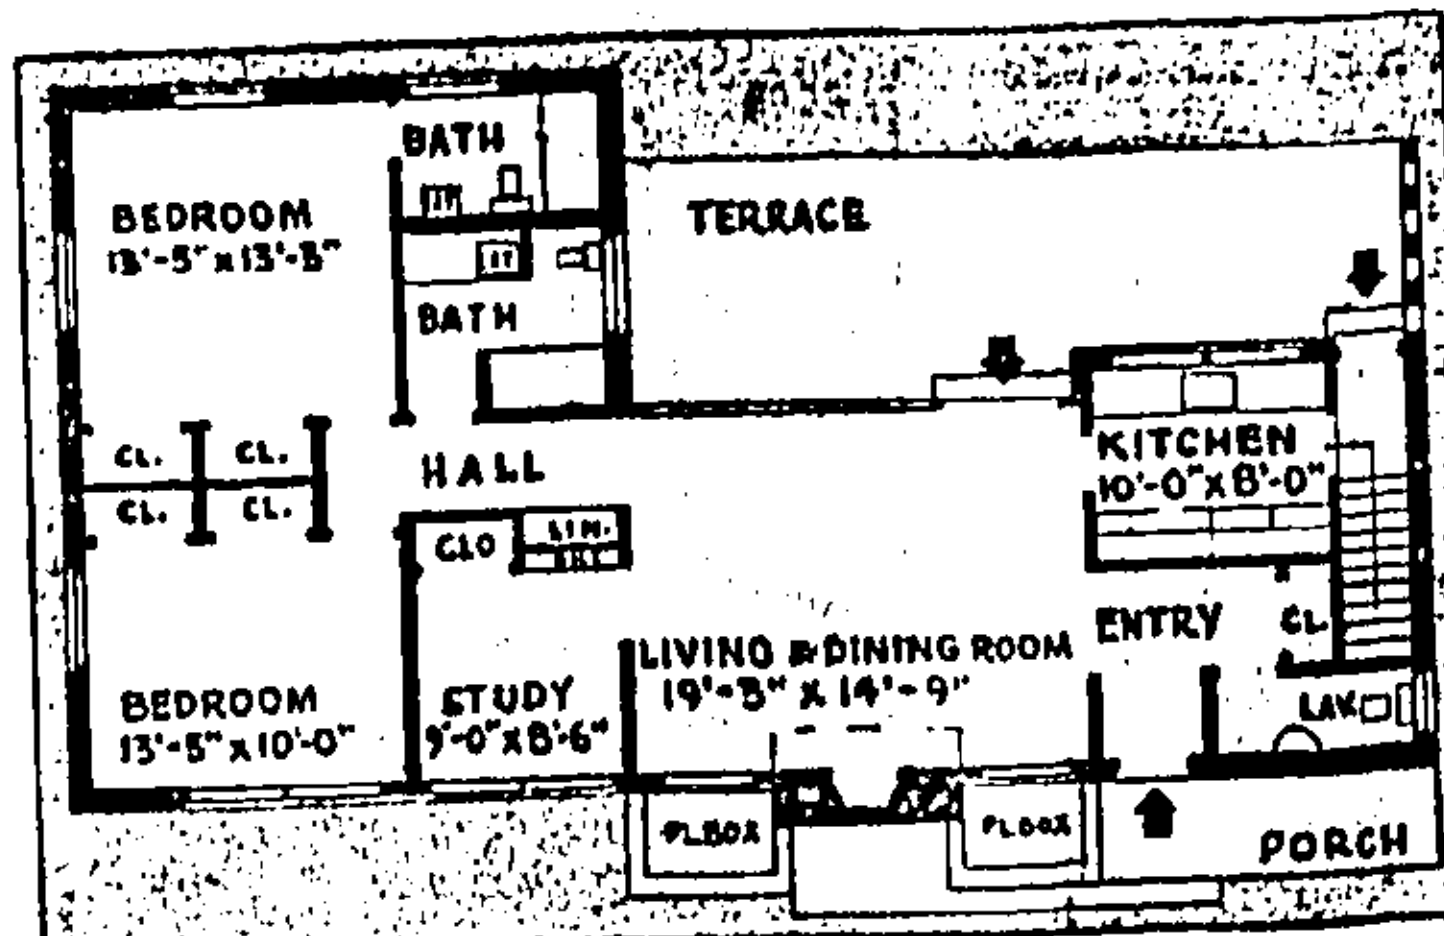 BATH
BEDROOM
13'-5" x 13'-3"
TERRACE
BATH
KITCHEN
10'-0" X 8'-0"
CL.
CL.
HALL
CL.
CL.
CLO
LIN.
ENTRY
CL.
LIVING & DINING ROOM
19'-3" X 14'-9"
BEDROOM
13'-5" x 10'-0"
STUDY
9'-0" X 8'-6"
LAV.
PL.BOX
PL.BOX
PORCH